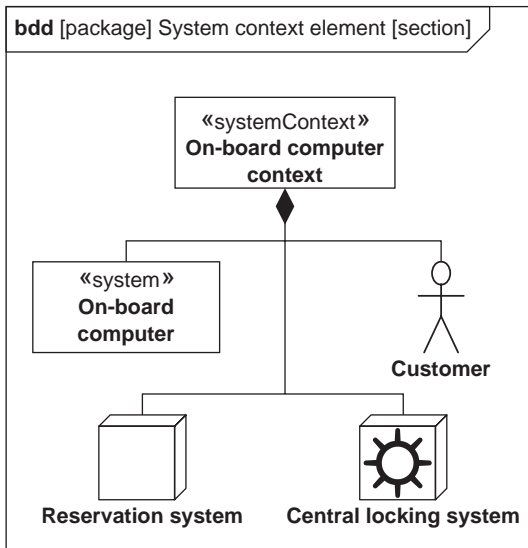 bdd [package] System context element [section]
«systemContext»
On-board computer
context
«system»
On-board
computer
Customer
Reservation system
Central locking system